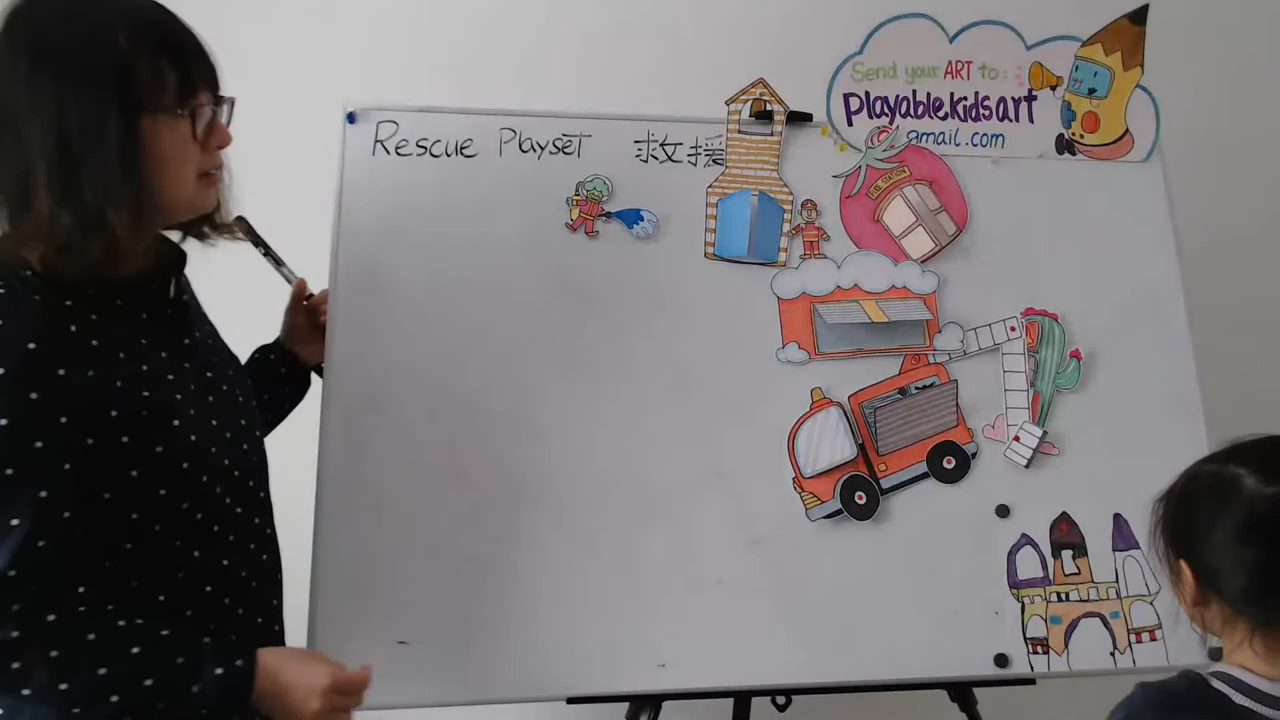 Rescue Playset 救援
Send your ART to:
Playablekidsart
gmail.com
FIRE STATION